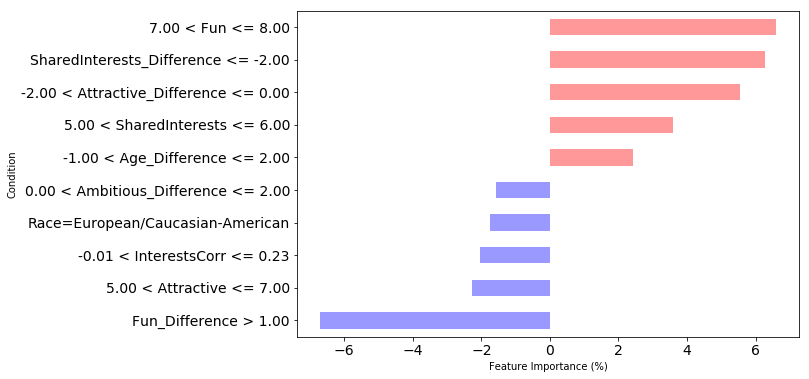 7.00 < Fun <= 8.00
SharedInterests_Difference <= -2.00
-2.00 < Attractive_Difference <= 0.00
5.00 < SharedInterests <= 6.00
-1.00 < Age_Difference <= 2.00
0.00 < Ambitious_Difference <= 2.00
Race=European/Caucasian-American
-0.01 < InterestsCorr <= 0.23
5.00 < Attractive <= 7.00
Fun_Difference > 1.00
Condition
−6 −4 −2 0 2 4 6
Feature Importance (%)